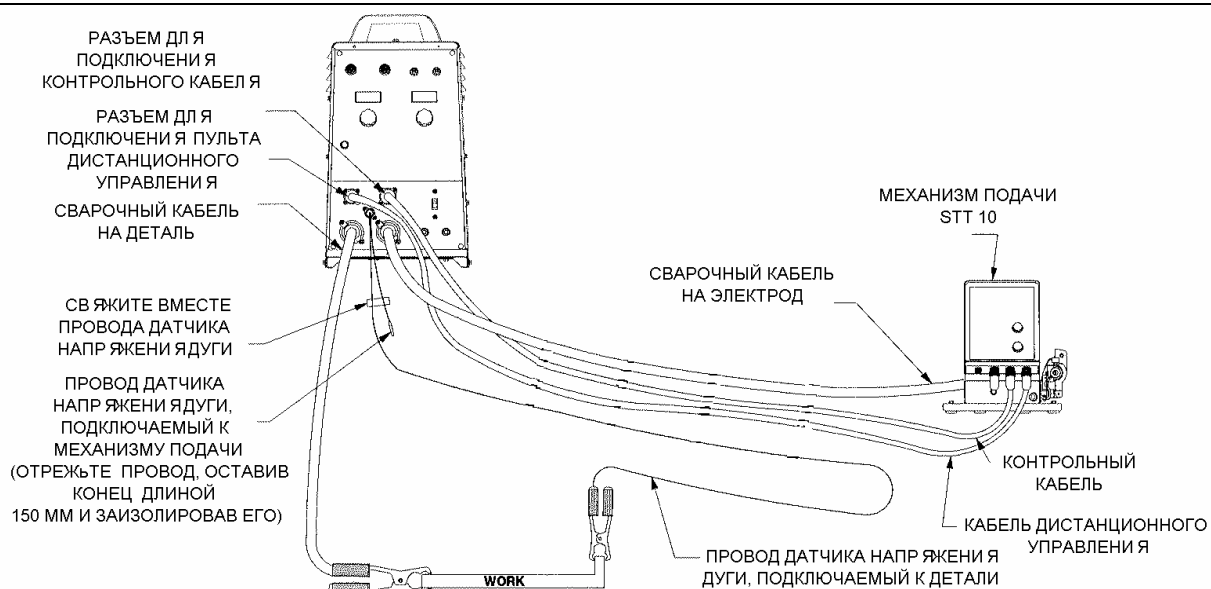 РАЗЪЕМ ДЛ Я
ПОДКЛЮЧЕНИ Я
КОНТРОЛЬНОГО КАБЕЛ Я
РАЗЪЕМ ДЛ Я
ПОДКЛЮЧЕНИ Я ПУЛЬТА
ДИСТАНЦИОННОГО
УПРАВЛЕНИ Я
СВАРОЧНЫЙ КАБЕЛЬ
НА ДЕТАЛЬ
СВ ЯЖИТЕ ВМЕСТЕ
ПРОВОДА ДАТЧИКА
НАПР ЯЖЕНИ Я ДУГИ
ПРОВОД ДАТЧИКА
НАПР ЯЖЕНИ Я ДУГИ,
ПОДКЛЮЧАЕМЫЙ К
МЕХАНИЗМУ ПОДАЧИ
(ОТРЕЖЬТЕ ПРОВОД, ОСТАВИВ
КОНЕЦ ДЛИНОЙ
150 ММ И ЗАИЗОЛИРОВАВ ЕГО)
МЕХАНИЗМ ПОДАЧИ
STT 10
СВАРОЧНЫЙ КАБЕЛЬ
НА ЭЛЕКТРОД
КОНТРОЛЬНЫЙ
КАБЕЛЬ
КАБЕЛЬ ДИСТАНЦИОННОГО
УПРАВЛЕНИ Я
ПРОВОД ДАТЧИКА НАПР ЯЖЕНИ Я
ДУГИ, ПОДКЛЮЧАЕМЫЙ К ДЕТАЛИ
WORK